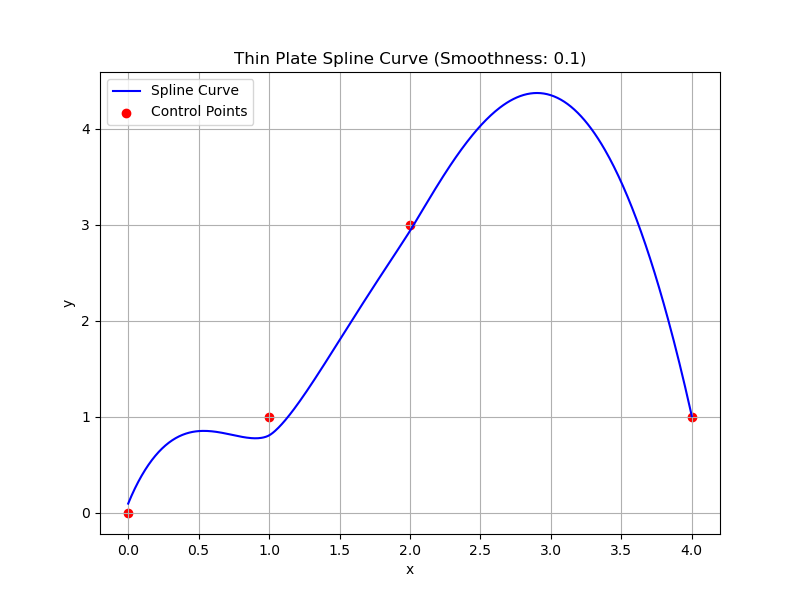 Thin Plate Spline Curve (Smoothness: 0.1)
Spline Curve
Control Points
4
3
2
1
0
y
0.0 0.5 1.0 1.5 2.0 2.5 3.0 3.5 4.0
x